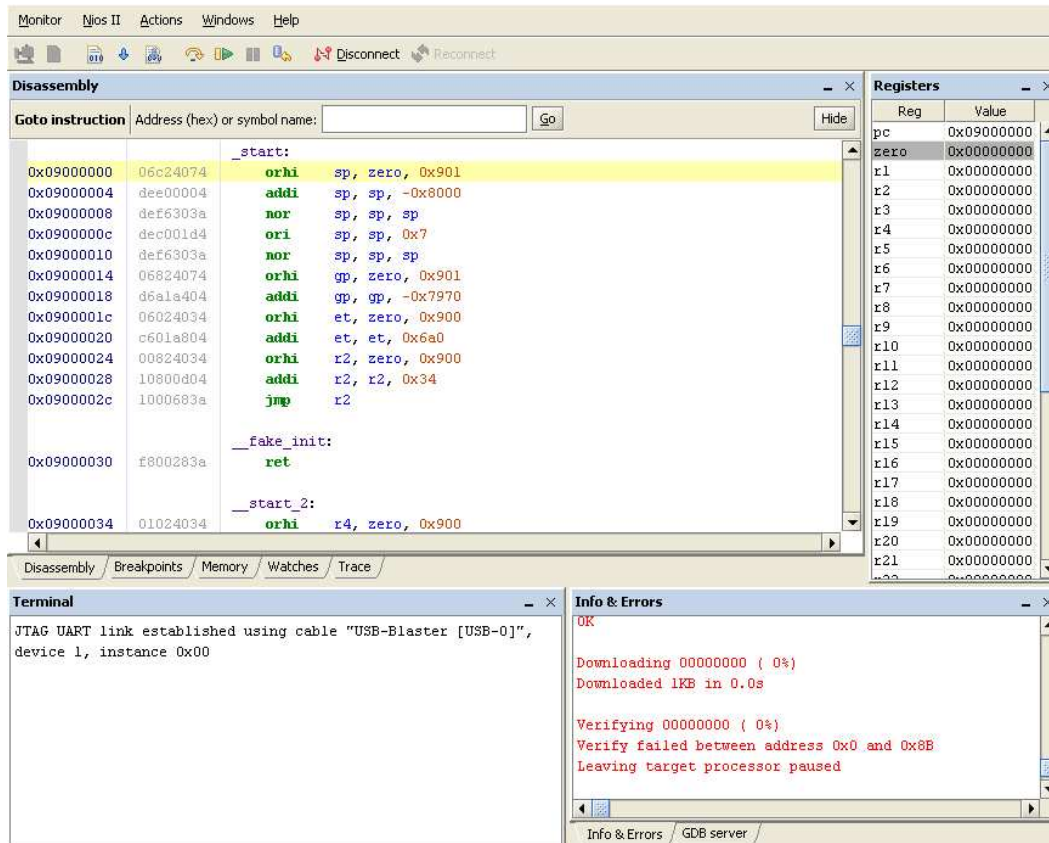 Monitor Nios II Actions Windows Help
Disconnect Reconnect
Disassembly
Goto instruction Address (hex) or symbol name: Go Hide
_start:
0x09000000 06c24074 orhi sp, zero, 0x901
0x09000004 dee00004 addi sp, sp, -0x8000
0x09000008 def6303a nor sp, sp, sp
0x0900000c dec001d4 ori sp, sp, 0x7
0x09000010 def6303a nor sp, sp, sp
0x09000014 06824074 orhi gp, zero, 0x901
0x09000018 d6a1a404 addi gp, gp, -0x7970
0x0900001c 06024034 orhi et, zero, 0x900
0x09000020 c601a804 addi et, et, 0x6a0
0x09000024 00824034 orhi r2, zero, 0x900
0x09000028 10800d04 addi r2, r2, 0x34
0x0900002c 1000683a jmp r2
__fake_init:
0x09000030 f800283a ret
__start_2:
0x09000034 01024034 orhi r4, zero, 0x900
Disassembly Breakpoints Memory Watches Trace
Registers
Reg Value
pc 0x09000000
zero 0x00000000
r1 0x00000000
r2 0x00000000
r3 0x00000000
r4 0x00000000
r5 0x00000000
r6 0x00000000
r7 0x00000000
r8 0x00000000
r9 0x00000000
r10 0x00000000
r11 0x00000000
r12 0x00000000
r13 0x00000000
r14 0x00000000
r15 0x00000000
r16 0x00000000
r17 0x00000000
r18 0x00000000
r19 0x00000000
r20 0x00000000
r21 0x00000000
Terminal
JTAG UART link established using cable "USB-Blaster [USB-0]",
device 1, instance 0x00
Info & Errors
OK
Downloading 00000000 ( 0%)
Downloaded 1KB in 0.0s
Verifying 00000000 ( 0%)
Verify failed between address 0x0 and 0x8B
Leaving target processor paused
Info & Errors GDB server